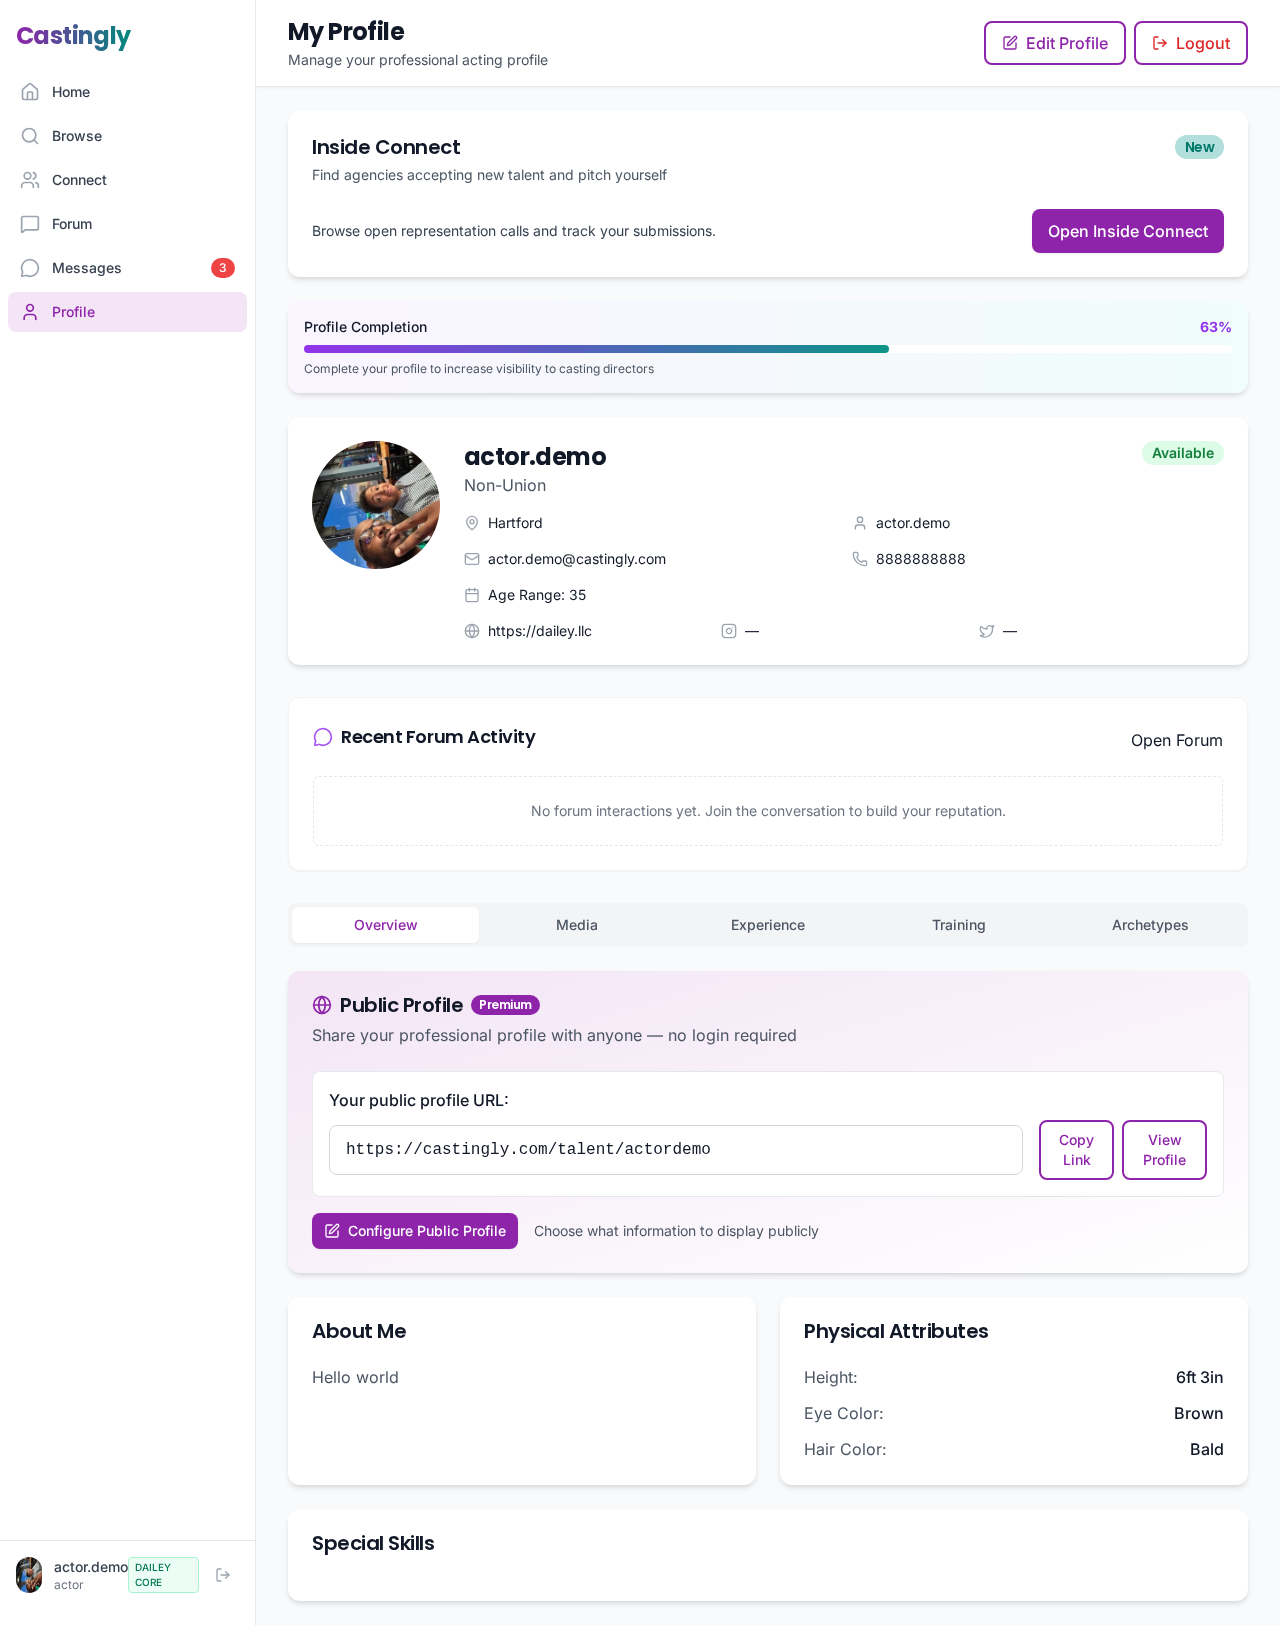 Castingly
Home
Browse
Connect
Forum
Messages
3
Profile
actor.demo
actor
DAILEY
CORE
My Profile
Manage your professional acting profile
Edit Profile
Logout
Inside Connect
New
Find agencies accepting new talent and pitch yourself
Browse open representation calls and track your submissions.
Open Inside Connect
Profile Completion
63%
Complete your profile to increase visibility to casting directors
actor.demo
Available
Non-Union
Hartford
actor.demo
actor.demo@castingly.com
8888888888
Age Range: 35
https://dailey.llc
—
—
Recent Forum Activity
Open Forum
No forum interactions yet. Join the conversation to build your reputation.
Overview
Media
Experience
Training
Archetypes
Public Profile
Premium
Share your professional profile with anyone — no login required
Your public profile URL:
https://castingly.com/talent/actordemo
Copy
Link
View
Profile
Configure Public Profile
Choose what information to display publicly
About Me
Hello world
Physical Attributes
Height:
6ft 3in
Eye Color:
Brown
Hair Color:
Bald
Special Skills